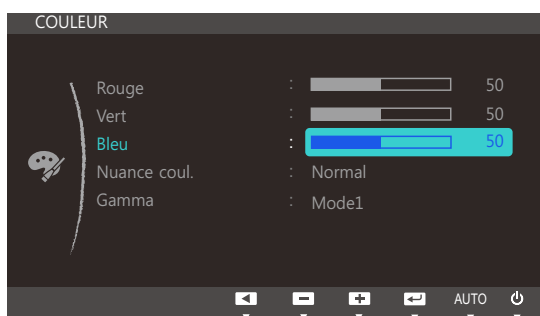 COULEUR
Rouge : 50
Vert : 50
Bleu : 50
Nuance coul. : Normal
Gamma : Mode1
AUTO